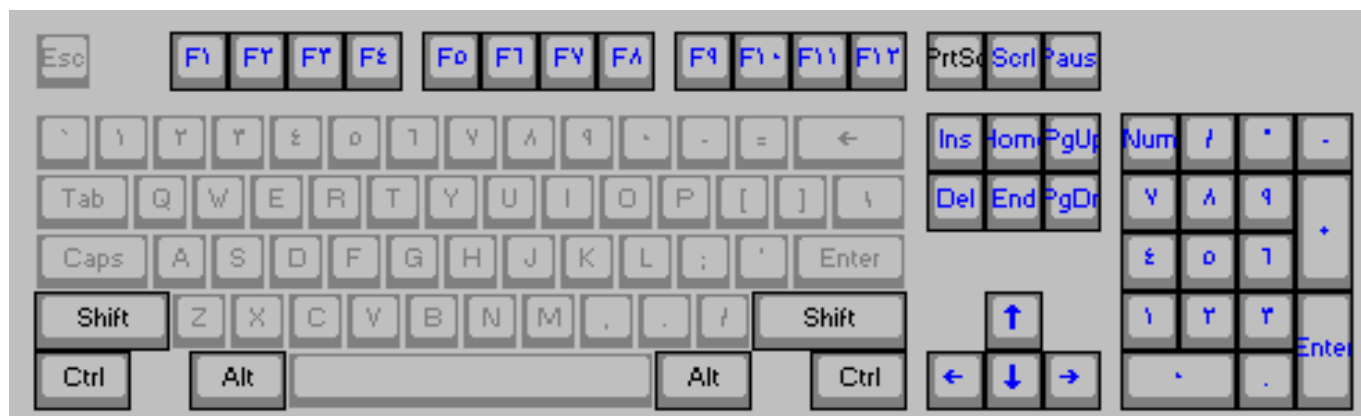 Esc F١ F٢ F٣ F٤ F٥ F٦ F٧ F٨ F٩ F١٠ F١١ F١٢ PrtSc Scrl Paus
` ١ ٢ ٣ ٤ ٥ ٦ ٧ ٨ ٩ ٠ - = ← Ins Home PgUp Num / * -
Tab Q W E R T Y U I O P [ ] \ Del End PgDn ٧ ٨ ٩ +
Caps A S D F G H J K L ; ' Enter ٤ ٥ ٦
Shift Z X C V B N M , . / Shift ↑ ١ ٢ ٣ Enter
Ctrl Alt Alt Ctrl ← ↓ → ٠ .